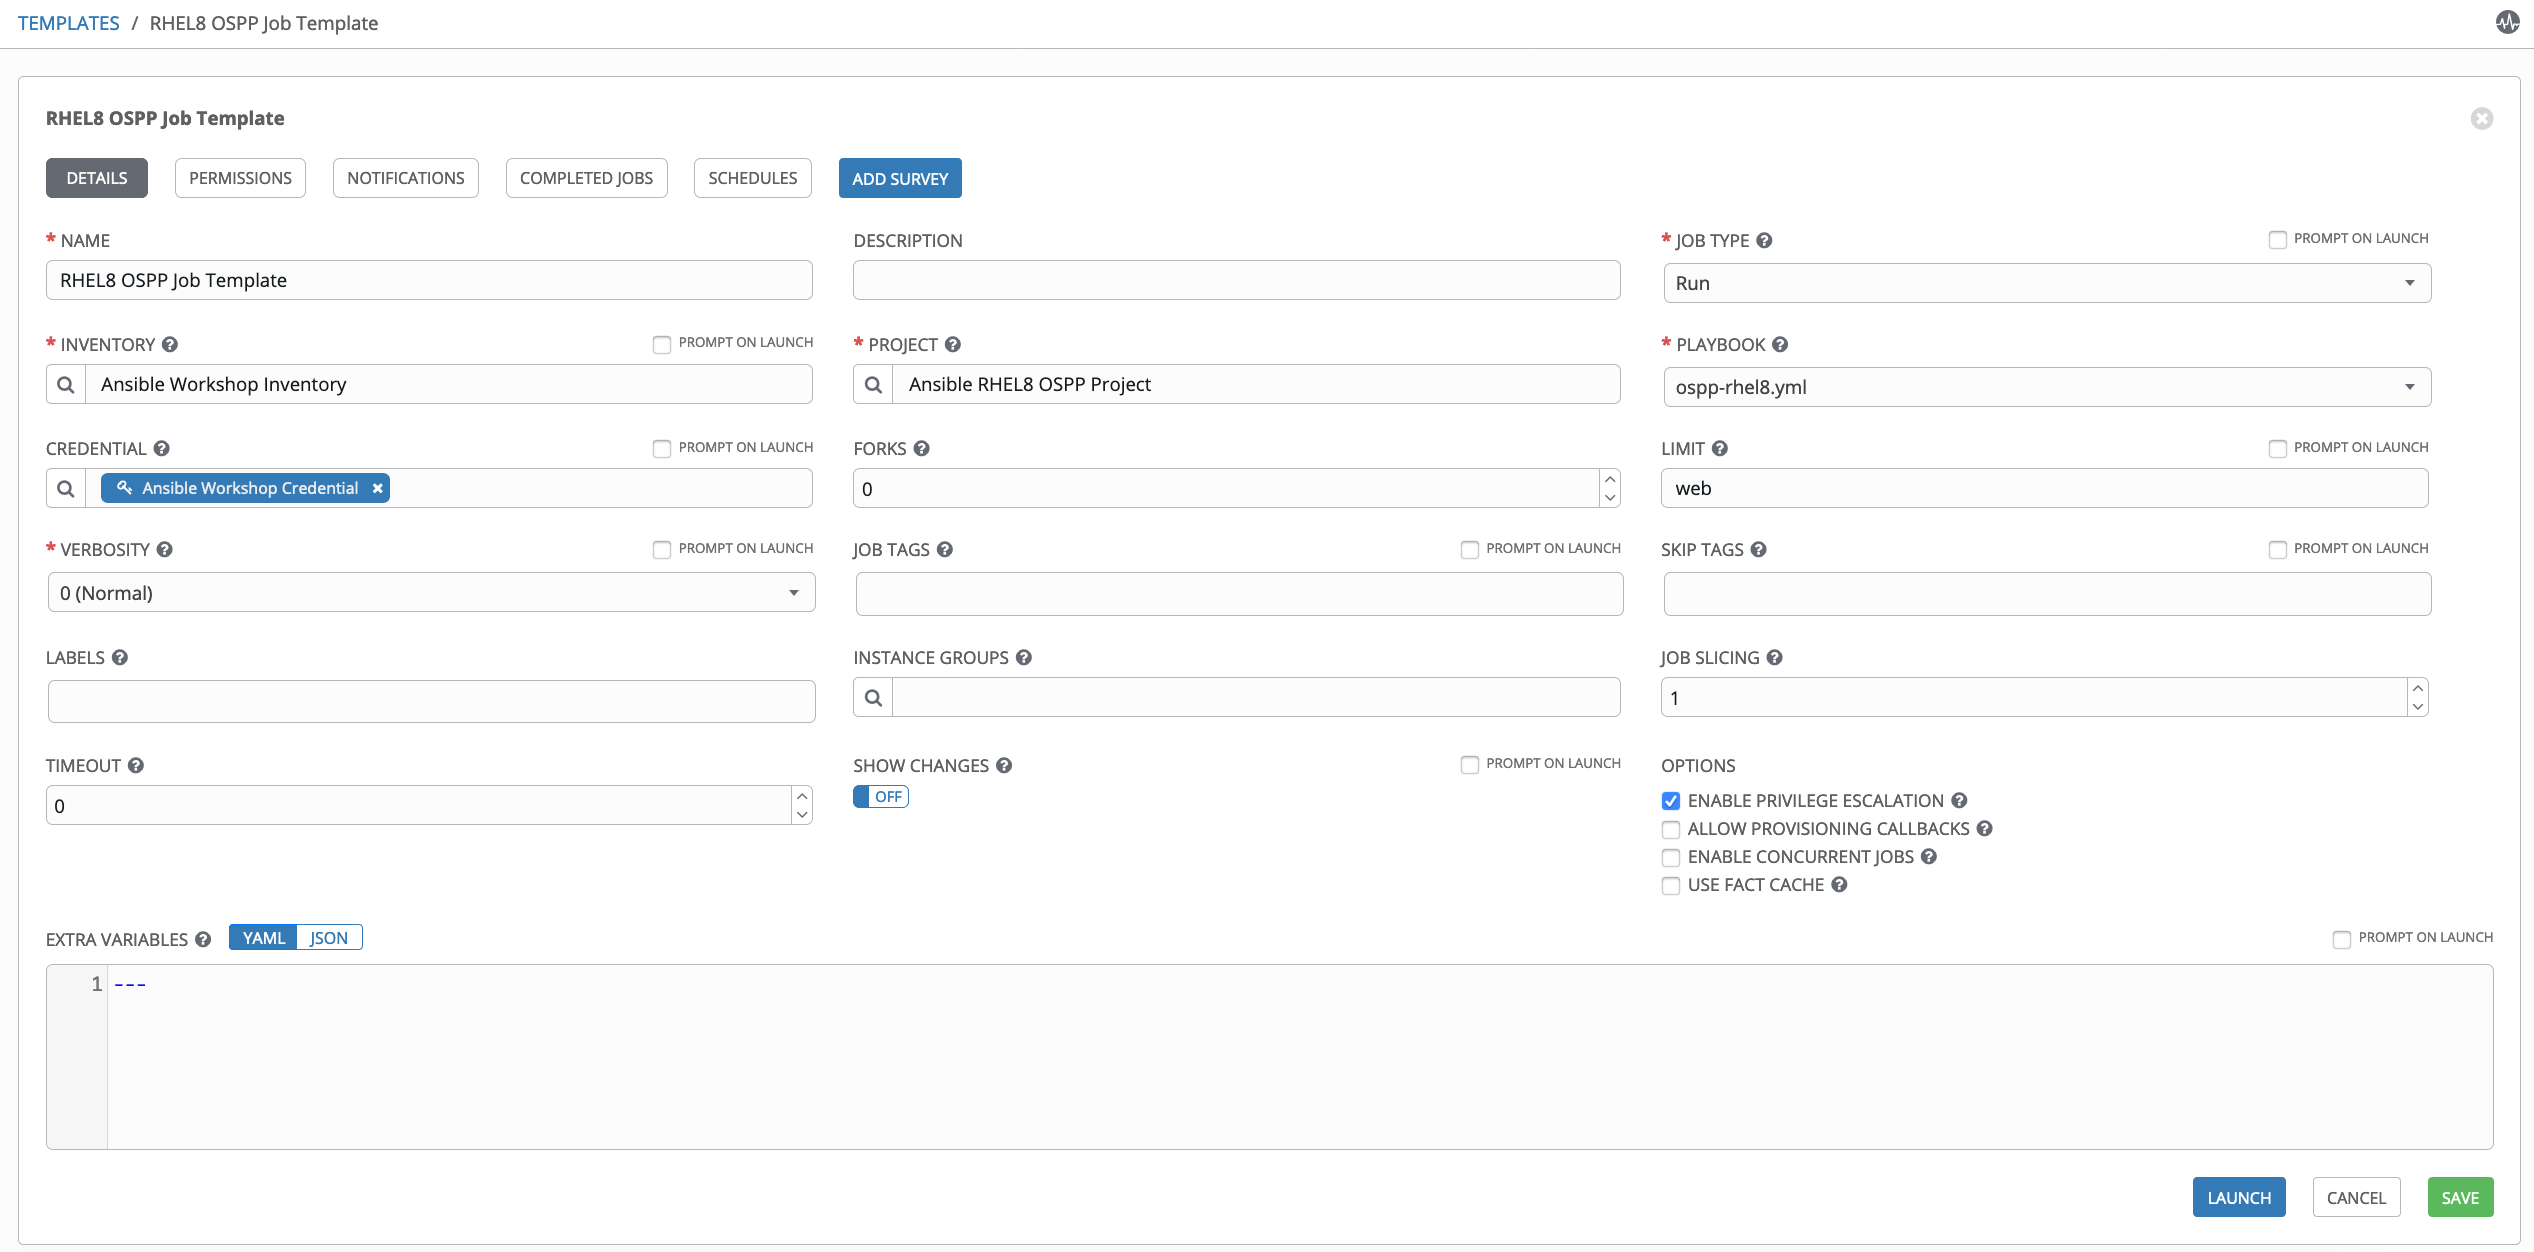 TEMPLATES / RHEL8 OSPP Job Template
RHEL8 OSPP Job Template
DETAILS PERMISSIONS NOTIFICATIONS COMPLETED JOBS SCHEDULES ADD SURVEY
* NAME DESCRIPTION * JOB TYPE PROMPT ON LAUNCH
RHEL8 OSPP Job Template Run
* INVENTORY PROMPT ON LAUNCH * PROJECT * PLAYBOOK
Ansible Workshop Inventory Ansible RHEL8 OSPP Project ospp-rhel8.yml
CREDENTIAL PROMPT ON LAUNCH FORKS LIMIT PROMPT ON LAUNCH
Ansible Workshop Credential 0 web
* VERBOSITY PROMPT ON LAUNCH JOB TAGS PROMPT ON LAUNCH SKIP TAGS PROMPT ON LAUNCH
0 (Normal)
LABELS INSTANCE GROUPS JOB SLICING
1
TIMEOUT SHOW CHANGES PROMPT ON LAUNCH OPTIONS
0 OFF ENABLE PRIVILEGE ESCALATION
ALLOW PROVISIONING CALLBACKS
ENABLE CONCURRENT JOBS
USE FACT CACHE
EXTRA VARIABLES YAML JSON PROMPT ON LAUNCH
1 ---
LAUNCH CANCEL SAVE